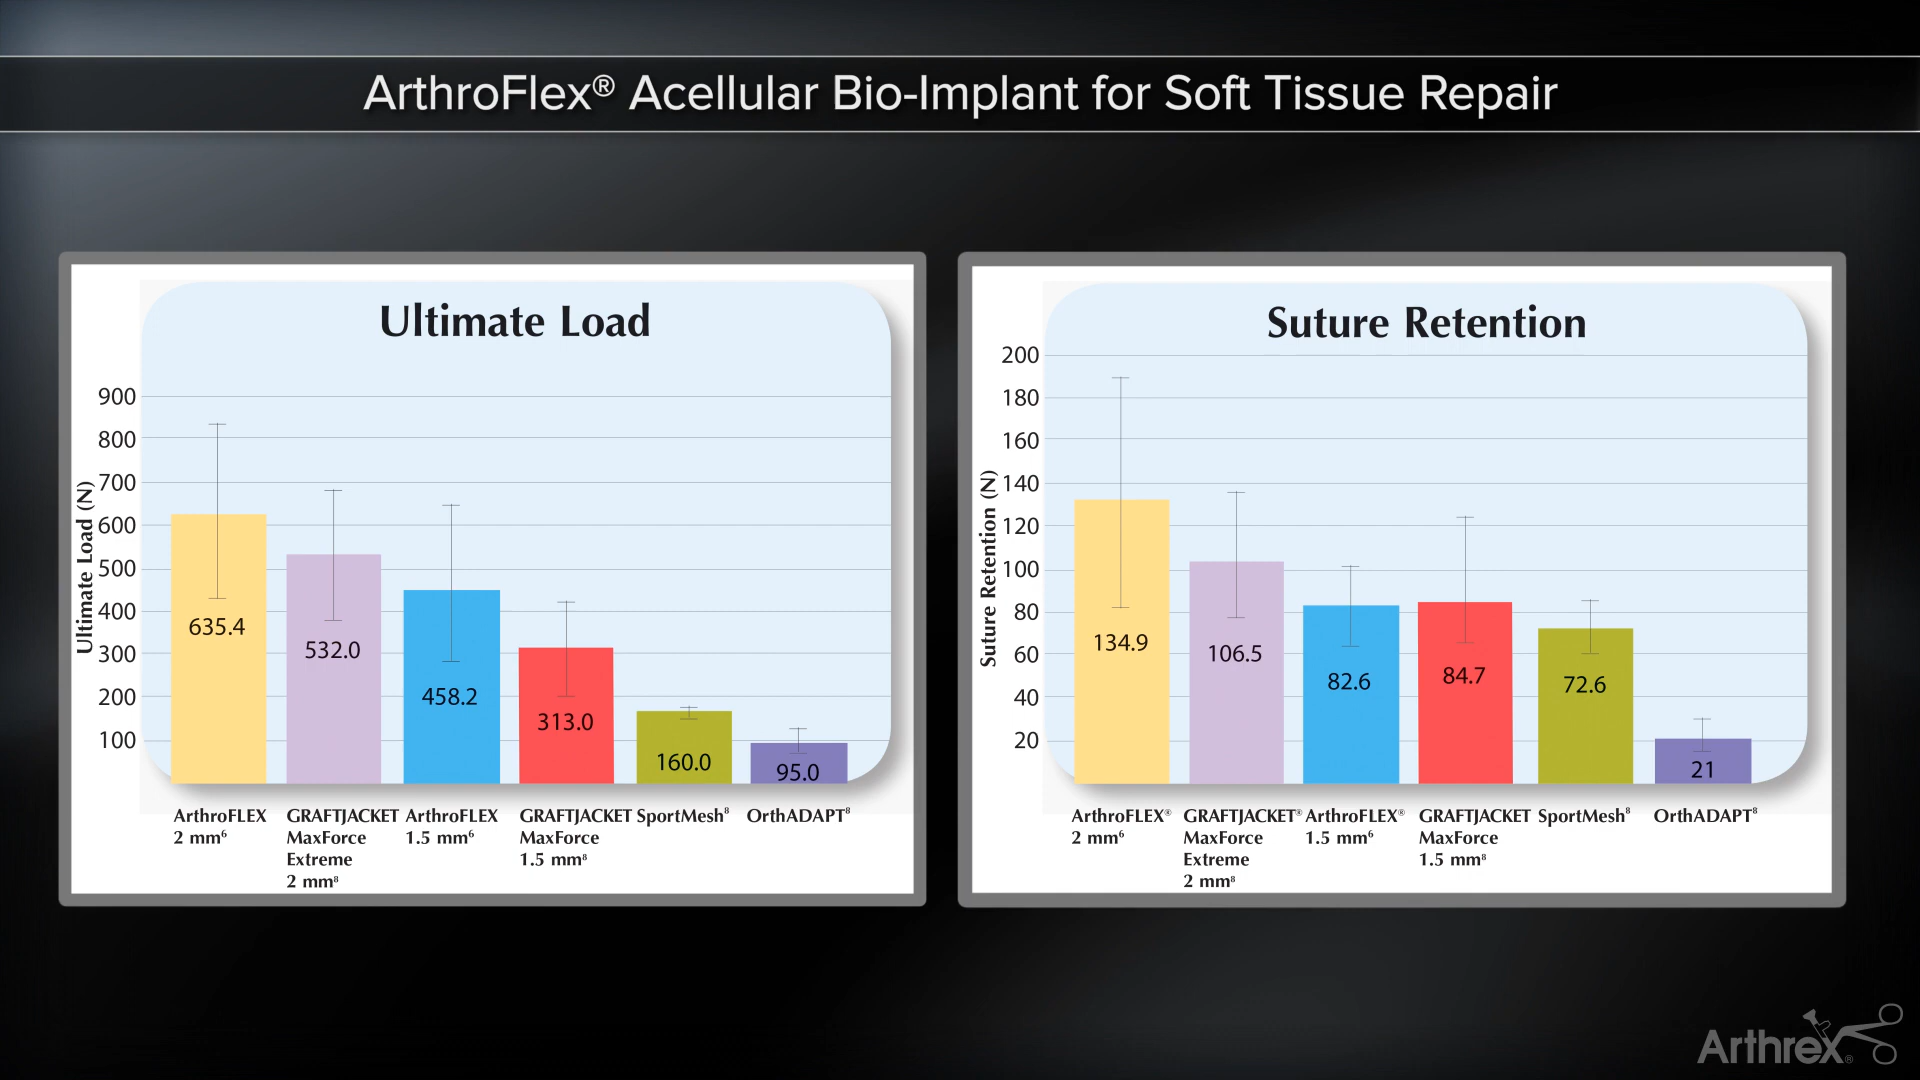 ArthroFlex® Acellular Bio-Implant for Soft Tissue Repair
Ultimate Load
Ultimate Load (N)
900
800
700
600
500
400
300
200
100
635.4
532.0
458.2
313.0
160.0
95.0
ArthroFLEX
2 mm⁶
GRAFTJACKET
MaxForce
Extreme
2 mm⁸
ArthroFLEX
1.5 mm⁶
GRAFTJACKET
MaxForce
1.5 mm⁸
SportMesh⁸
OrthADAPT⁸
Suture Retention
Suture Retention (N)
200
180
160
140
120
100
80
60
40
20
134.9
106.5
82.6
84.7
72.6
21
ArthroFLEX®
2 mm⁶
GRAFTJACKET®
MaxForce
Extreme
2 mm⁸
ArthroFLEX®
1.5 mm⁶
GRAFTJACKET
MaxForce
1.5 mm⁸
SportMesh⁸
OrthADAPT⁸
Arthrex®